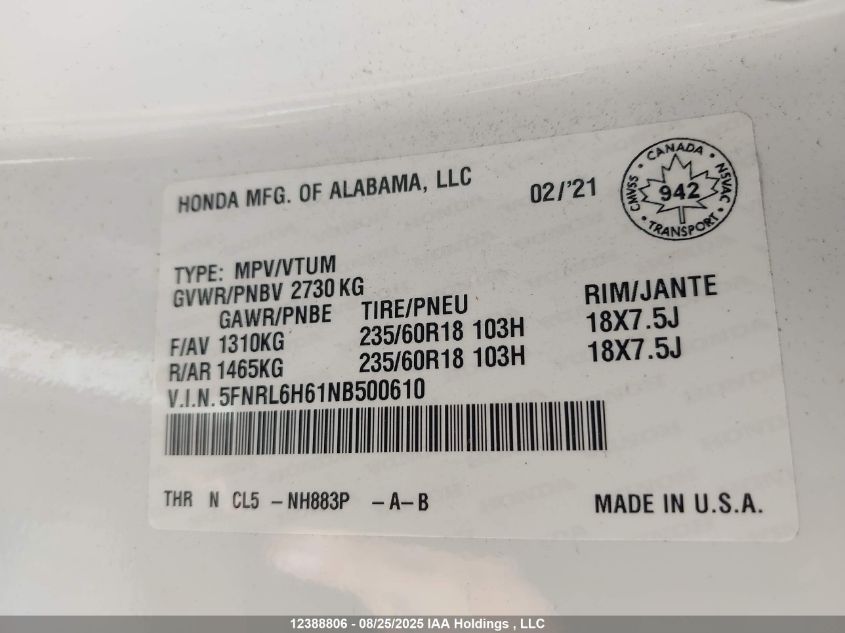 HONDA MFG. OF ALABAMA, LLC
02/'21
CMVSS CANADA NSVAC
942
TRANSPORT
TYPE: MPV/VTUM
GVWR/PNBV 2730 KG
GAWR/PNBE TIRE/PNEU RIM/JANTE
F/AV 1310KG 235/60R18 103H 18X7.5J
R/AR 1465KG 235/60R18 103H 18X7.5J
V.I.N. 5FNRL6H61NB500610
THR N CL5 -NH883P -A-B
MADE IN U.S.A.
12388806 - 08/25/2025 IAA Holdings , LLC